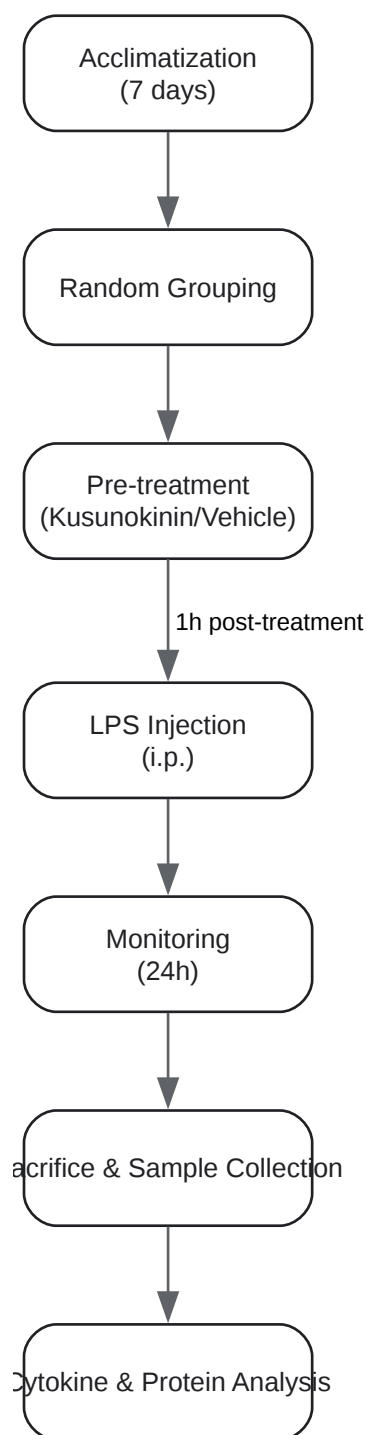 Acclimatization
(7 days)
Random Grouping
Pre-treatment
(Kusunokinin/Vehicle)
1h post-treatment
LPS Injection
(i.p.)
Monitoring
(24h)
acrifice & Sample Collection
Cytokine & Protein Analysis